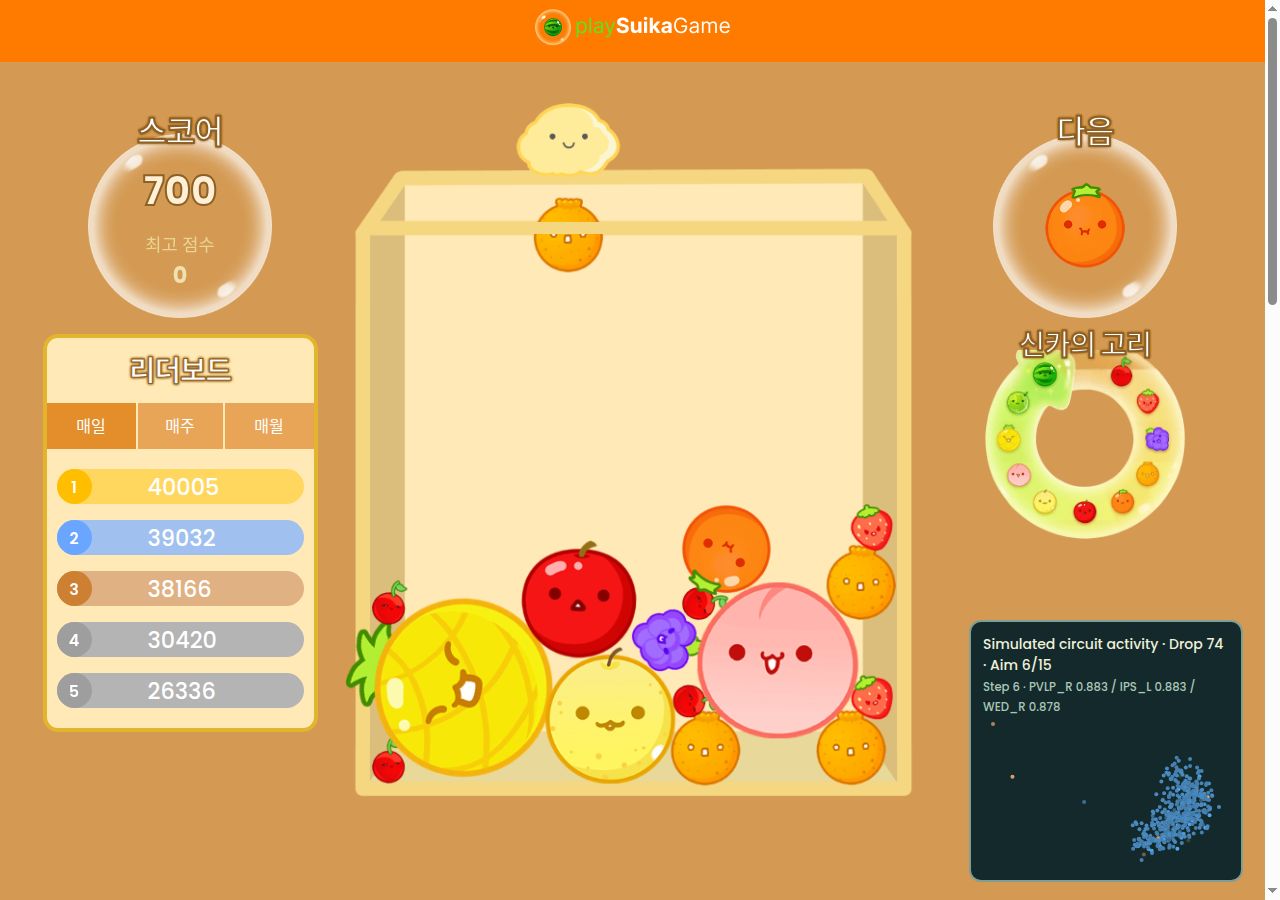 playSuikaGame
스코어
700
최고 점수
0
다음
리더보드
매일 매주 매월
1 40005
2 39032
3 38166
4 30420
5 26336
신카의 고리
Simulated circuit activity · Drop 74
· Aim 6/15
Step 6 · PVLP_R 0.883 / IPS_L 0.883 /
WED_R 0.878